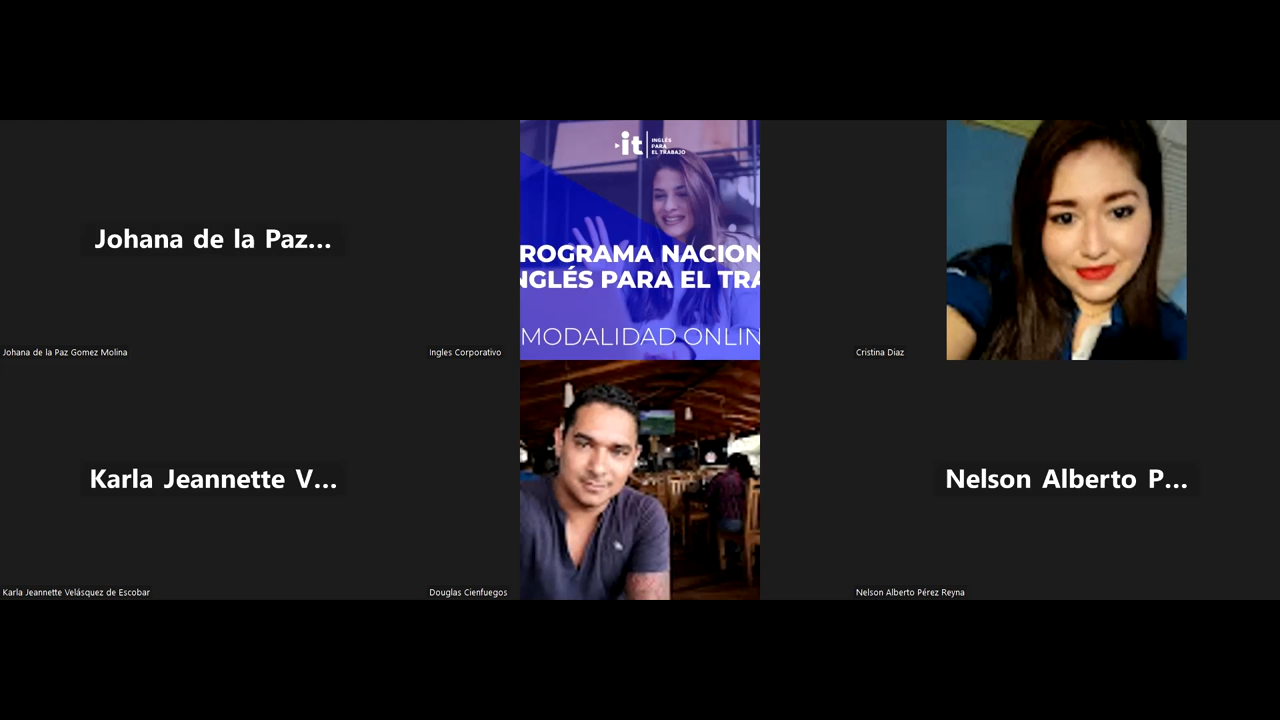 Johana de la Paz...
Johana de la Paz Gomez Molina
it
INGLÉS
PARA
EL TRABAJO
ROGRAMA NACION
NGLÉS PARA EL TRA
MODALIDAD ONLIN
Ingles Corporativo
Cristina Diaz
Karla Jeannette V...
Karla Jeannette Velásquez de Escobar
Douglas Cienfuegos
Nelson Alberto P...
Nelson Alberto Pérez Reyna